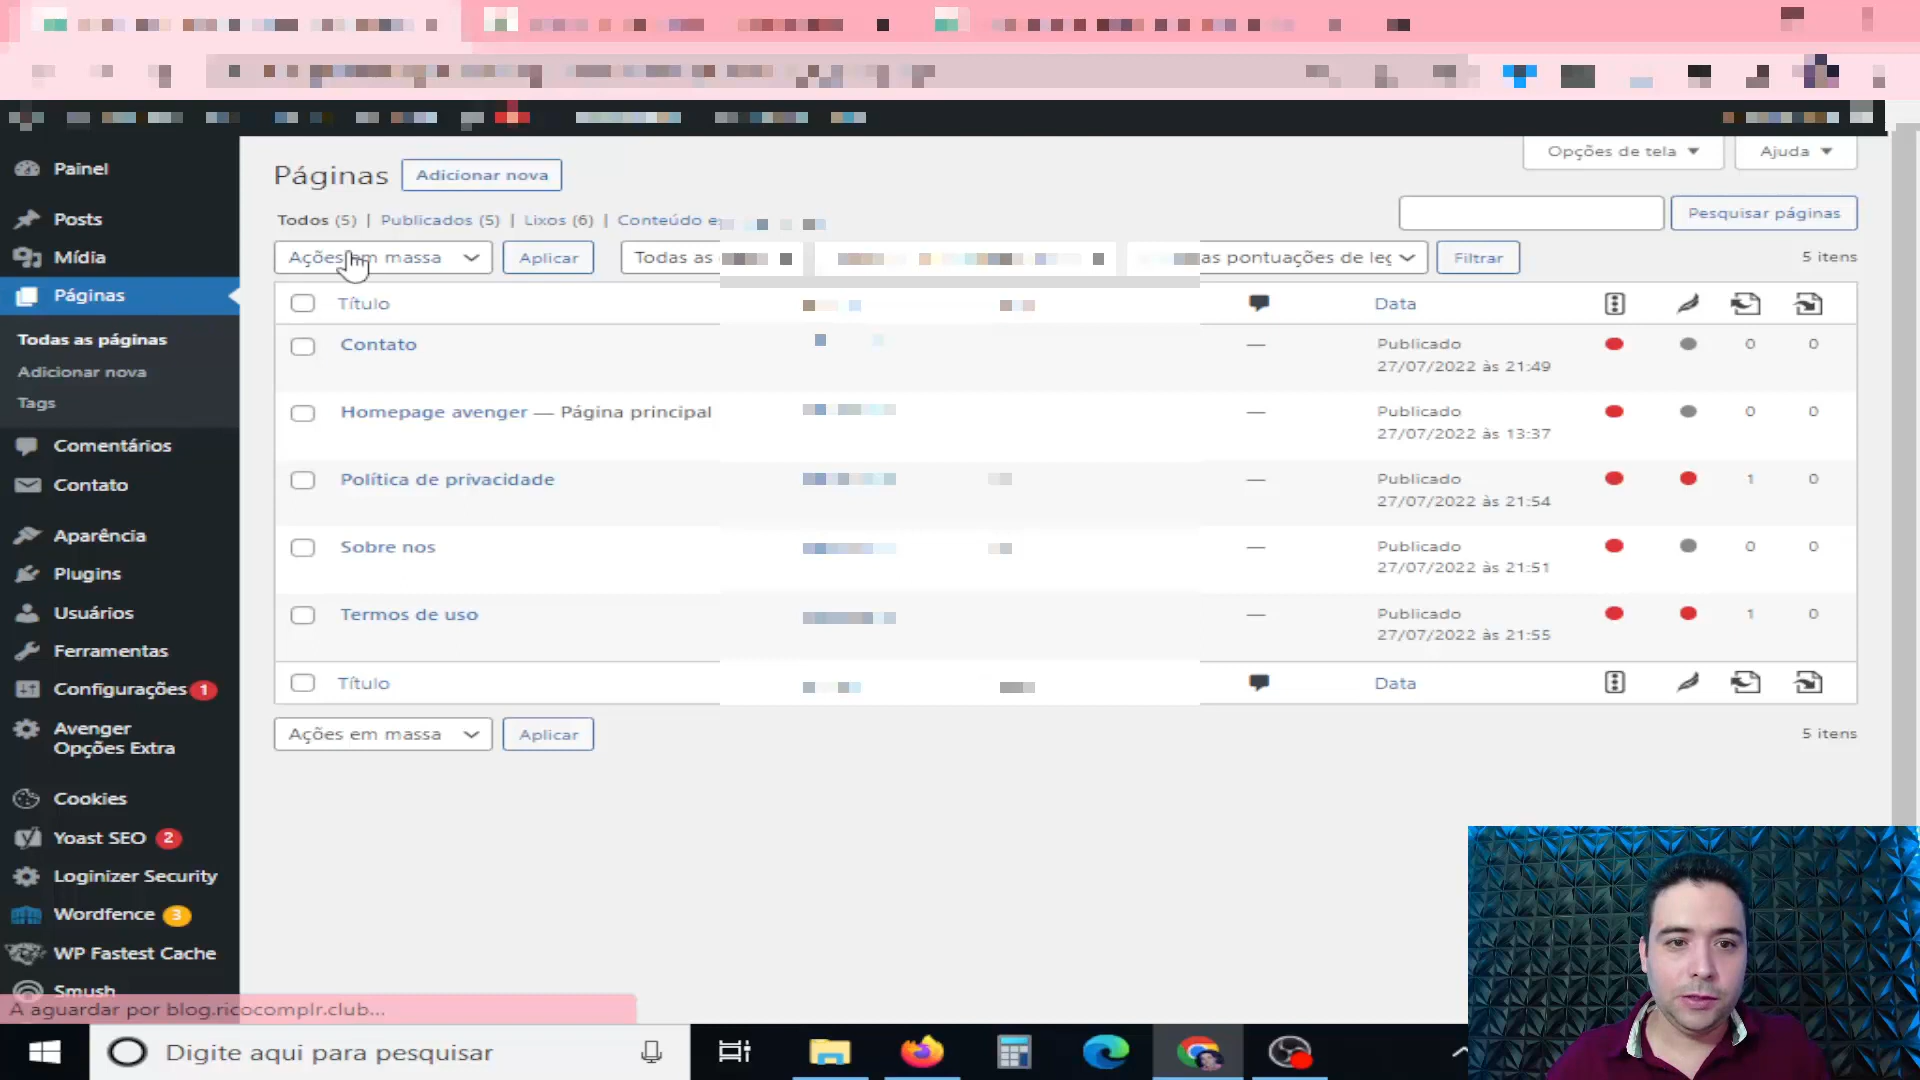 Opções de tela
Ajuda
Painel
Posts
Mídia
Páginas
Todas as páginas
Adicionar nova
Tags
Comentários
Contato
Aparência
Plugins
Usuários
Ferramentas
Configurações 1
Avenger
Opções Extra
Cookies
Yoast SEO 2
Loginizer Security
Wordfence 3
WP Fastest Cache
Smush
Páginas
Adicionar nova
Todos (5) | Publicados (5) | Lixos (6) | Conteúdo
Pesquisar páginas
Ações em massa
Aplicar
Todas as
as pontuações de leg
Filtrar
5 itens
Título
Data
Contato
—
Publicado
27/07/2022 às 21:49
0
0
Homepage avenger — Página principal
—
Publicado
27/07/2022 às 13:37
0
0
Política de privacidade
—
Publicado
27/07/2022 às 21:54
1
0
Sobre nos
—
Publicado
27/07/2022 às 21:51
0
0
Termos de uso
—
Publicado
27/07/2022 às 21:55
1
0
Título
Data
Ações em massa
Aplicar
5 itens
A aguardar por blog.ricocomplr.club...
Digite aqui para pesquisar